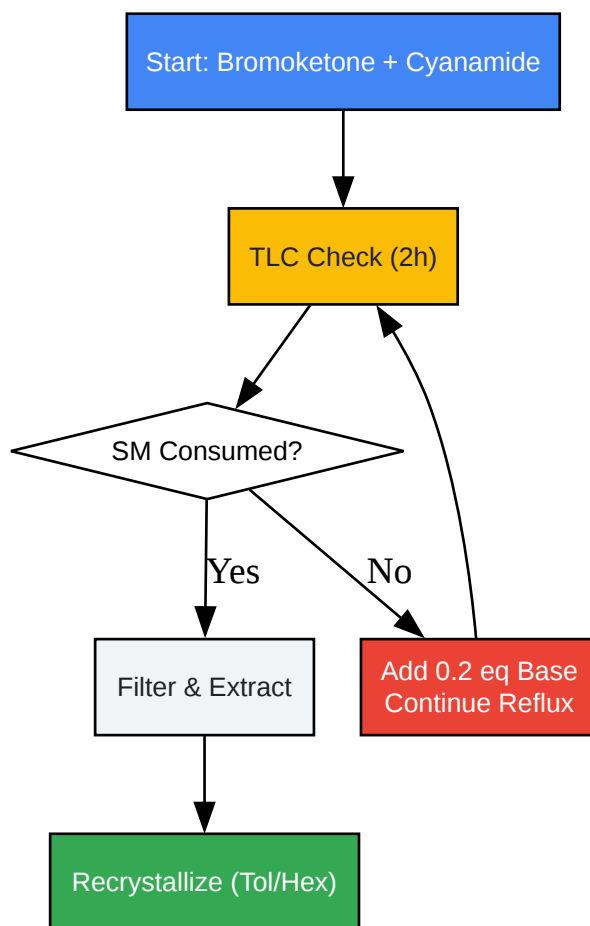 Start: Bromoketone + Cyanamide
TLC Check (2h)
SM Consumed?
Yes
No
Filter & Extract
Add 0.2 eq Base
Continue Reflux
Recrystallize (Tol/Hex)